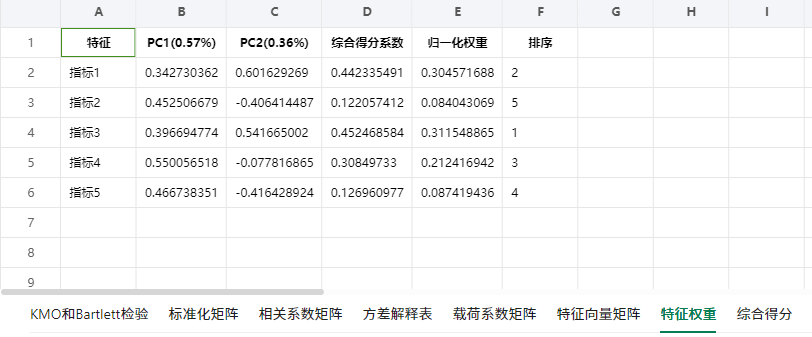 A B C D E F G H I
1 特征 PC1(0.57%) PC2(0.36%) 综合得分系数 归一化权重 排序
2 指标1 0.342730362 0.601629269 0.442335491 0.304571688 2
3 指标2 0.452506679 -0.406414487 0.122057412 0.084043069 5
4 指标3 0.396694774 0.541665002 0.452468584 0.311548865 1
5 指标4 0.550056518 -0.077816865 0.30849733 0.212416942 3
6 指标5 0.466738351 -0.416428924 0.126960977 0.087419436 4
7
8
9
KMO和Bartlett检验 标准化矩阵 相关系数矩阵 方差解释表 载荷系数矩阵 特征向量矩阵 特征权重 综合得分